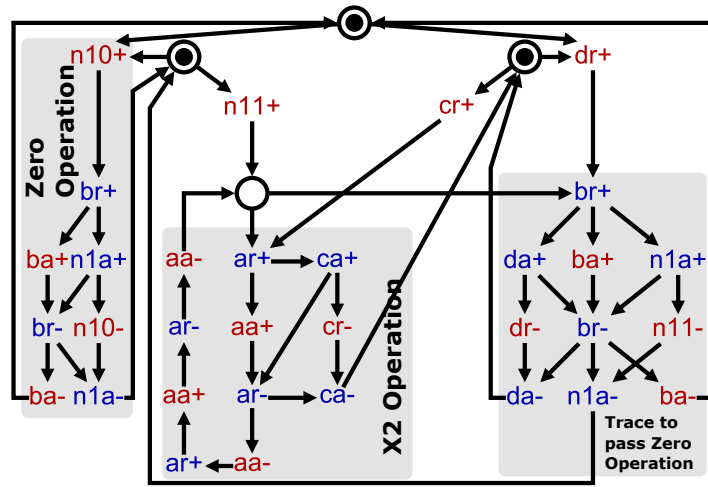 n10+
dr+
n11+
cr+
Zero
Operation
br+
br+
ba+ n1a+
aa-
ar+
ca+
da+
ba+
n1a+
br-
n10-
ar-
aa+
cr-
dr-
br-
n11-
ba- n1a-
aa+
ar-
ca-
da-
n1a-
ba-
X2 Operation
ar+
aa-
Trace to
pass Zero
Operation